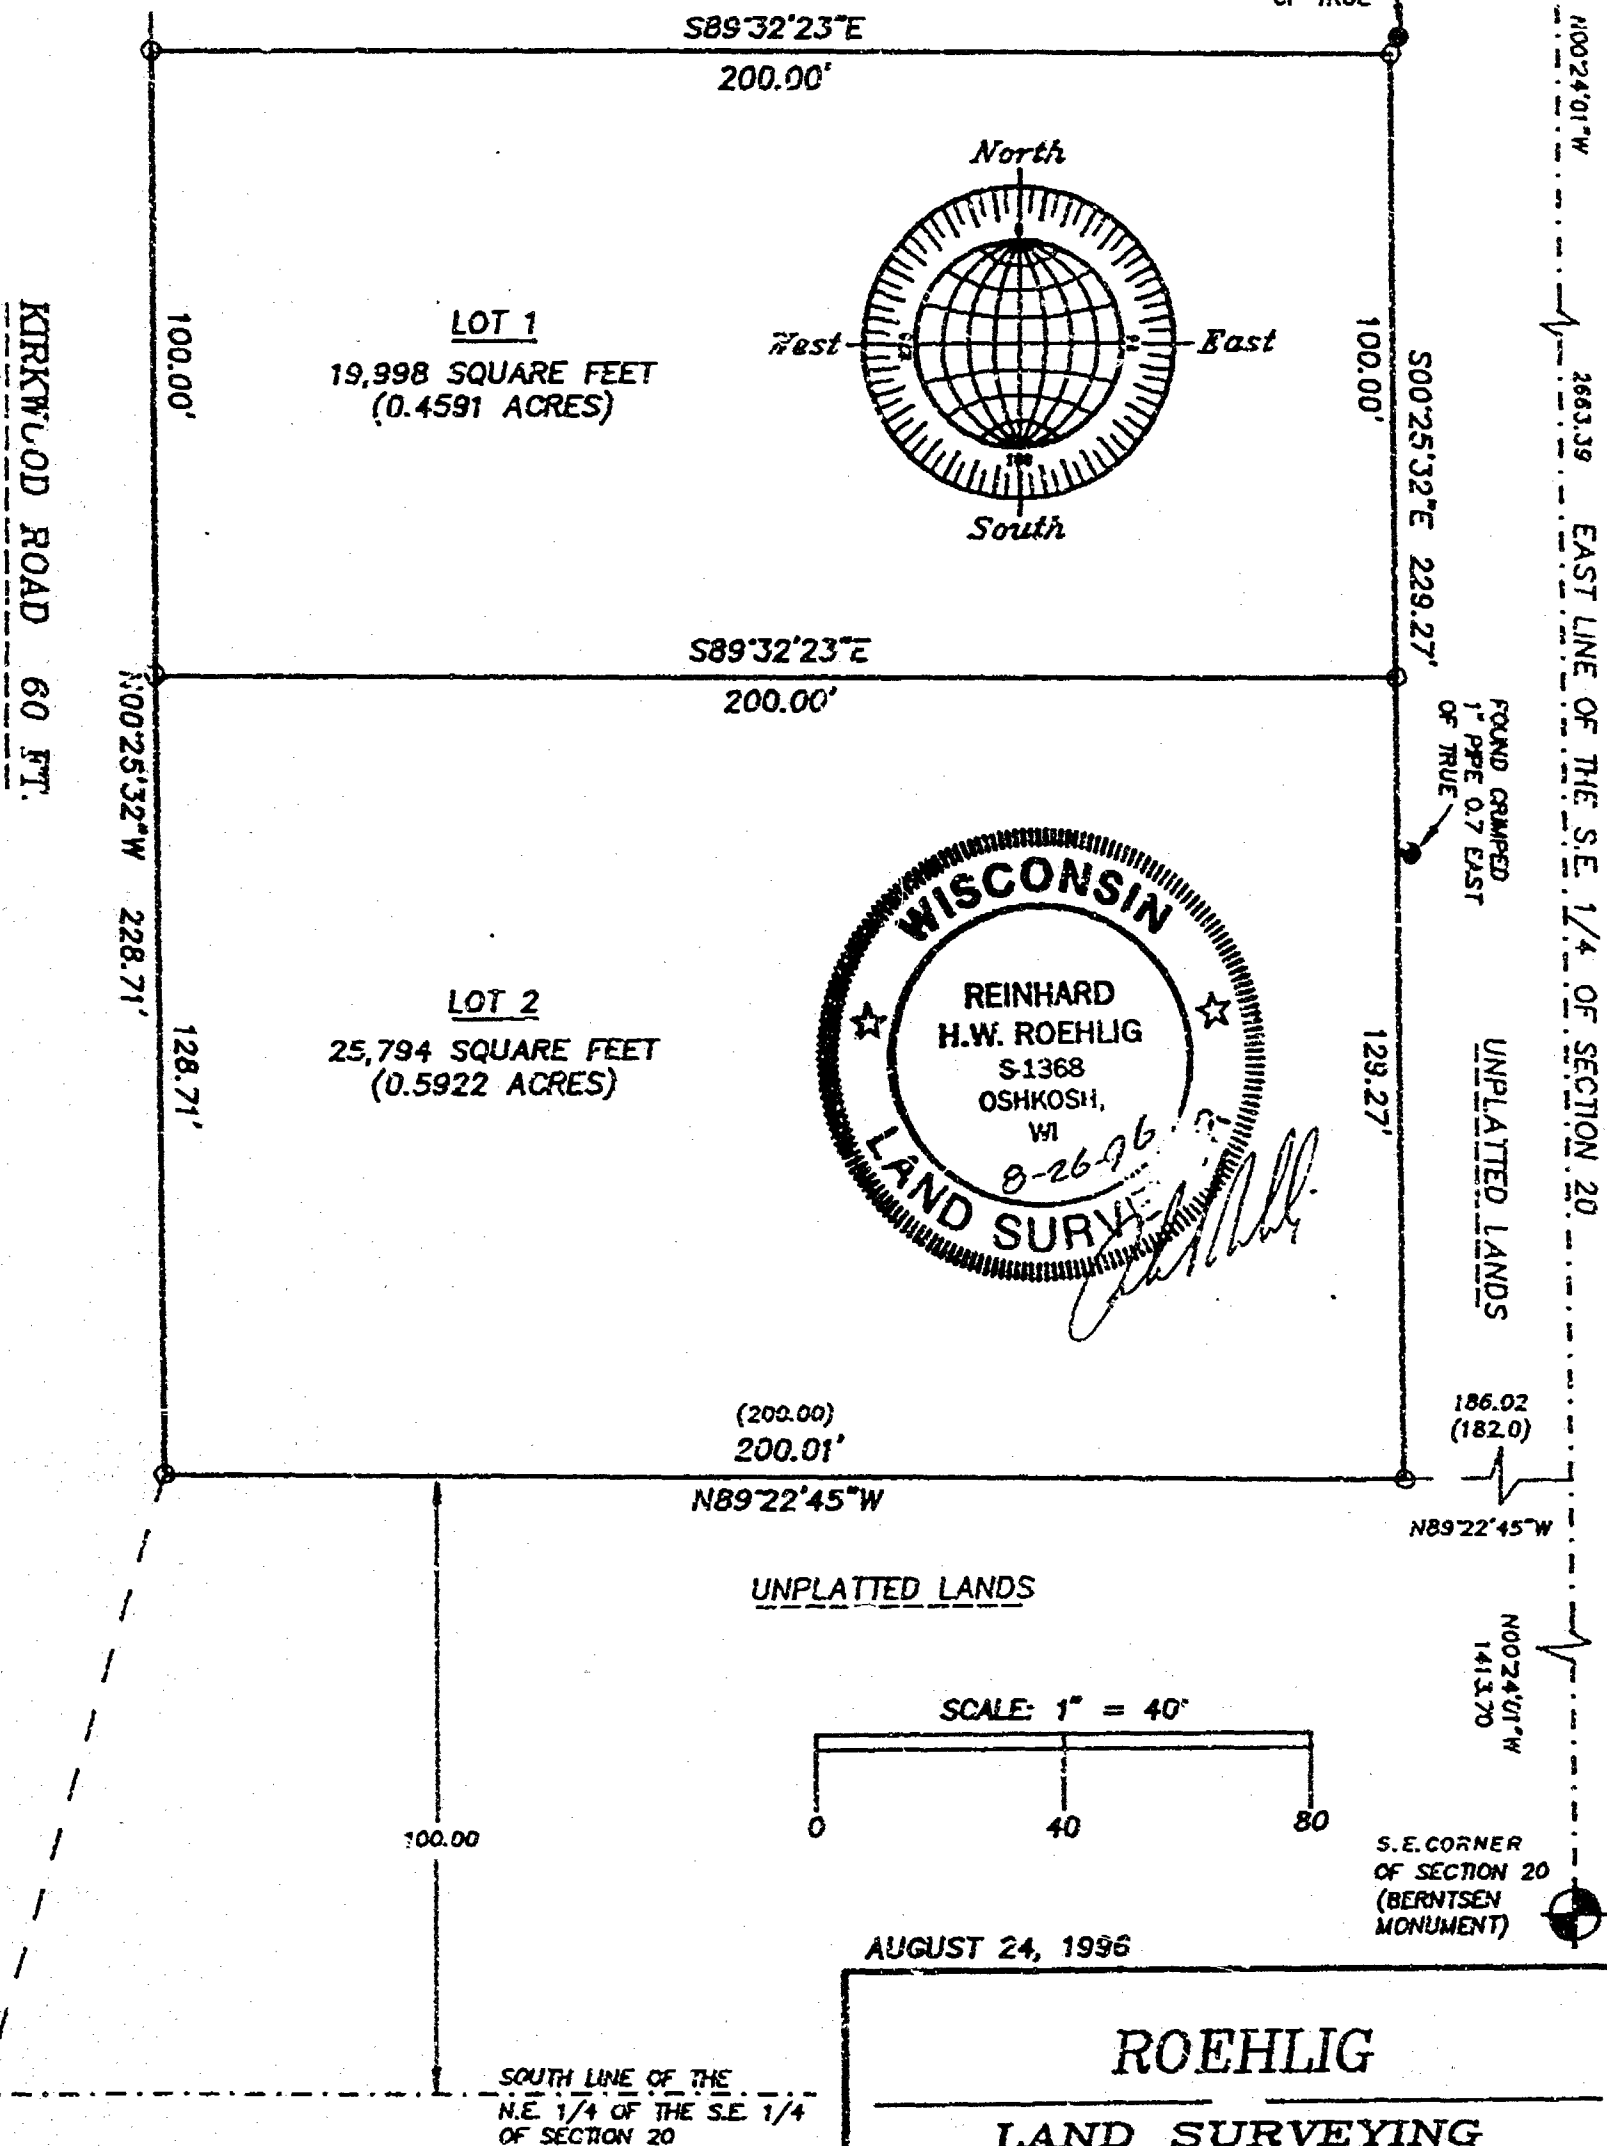 OF TRUE
S89°32'23"E
200.00'
N00°24'01"W
North
West
East
South
LOT 1
19,998 SQUARE FEET
(0.4591 ACRES)
100.00'
100.00'
S00°25'32"E 229.27'
2663.39
EAST LINE OF THE S.E. 1/4 OF SECTION 20
KIRKWOOD ROAD 60 FT.
S89°32'23"E
200.00'
N00°25'32"W 228.71'
FOUND CRIMPED
1" PIPE 0.7 EAST
OF TRUE
WISCONSIN
REINHARD
H.W. ROEHLIG
S-1368
OSHKOSH,
WI
8-26-96
LAND SURVE
LOT 2
25,794 SQUARE FEET
(0.5922 ACRES)
128.71'
129.27'
UNPLATTED LANDS
(200.00)
200.01'
N89°22'45"W
186.02
(182.0)
N89°22'45"W
UNPLATTED LANDS
N00°24'01"W
1413.70
SCALE: 1" = 40'
0 40 80
100.00
S.E. CORNER
OF SECTION 20
(BERNTSEN
MONUMENT)
AUGUST 24, 1996
ROEHLIG
LAND SURVEYING
SOUTH LINE OF THE
N.E. 1/4 OF THE S.E. 1/4
OF SECTION 20